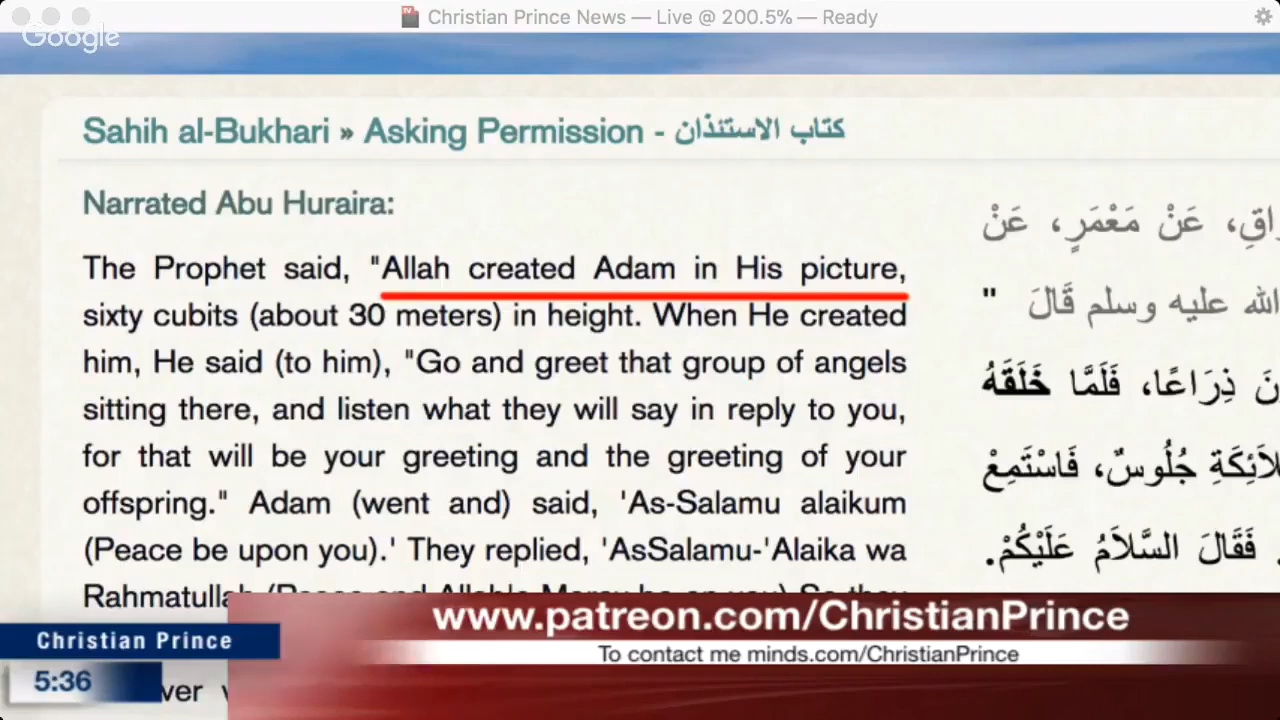 Christian Prince News — Live @ 200.5% — Ready
Google
Sahih al-Bukhari » Asking Permission - كتاب الاستئذان
Narrated Abu Huraira:
The Prophet said, "Allah created Adam in His picture,
sixty cubits (about 30 meters) in height. When He created
him, He said (to him), "Go and greet that group of angels
sitting there, and listen what they will say in reply to you,
for that will be your greeting and the greeting of your
offspring." Adam (went and) said, 'As-Salamu alaikum
(Peace be upon you).' They replied, 'AsSalamu-'Alaika wa
عَنْ مَعْمَرٍ، عَنْ
الله عليه وسلم قَالَ "
ذِرَاعًا، فَلَمَّا خَلَقَهُ
جُلُوسٌ، فَاسْتَمِعْ
فَقَالَ السَّلاَمُ عَلَيْكُمْ.
www.patreon.com/ChristianPrince
To contact me minds.com/ChristianPrince
Christian Prince
5:36